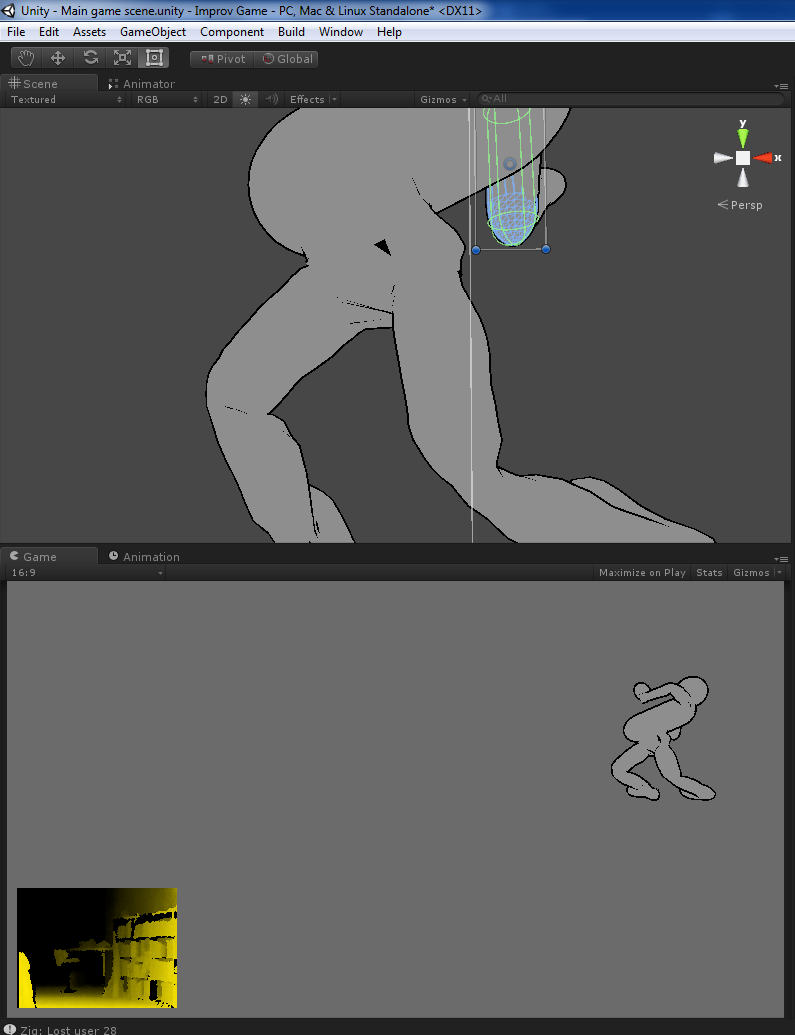 Unity - Main game scene.unity - Improv Game - PC, Mac & Linux Standalone* <DX11>
File Edit Assets GameObject Component Build Window Help
Pivot Global
Scene Animator
Textured RGB 2D Effects Gizmos All
y
x
Persp
Game Animation
16:9 Maximize on Play Stats Gizmos
Zig: Lost user 28